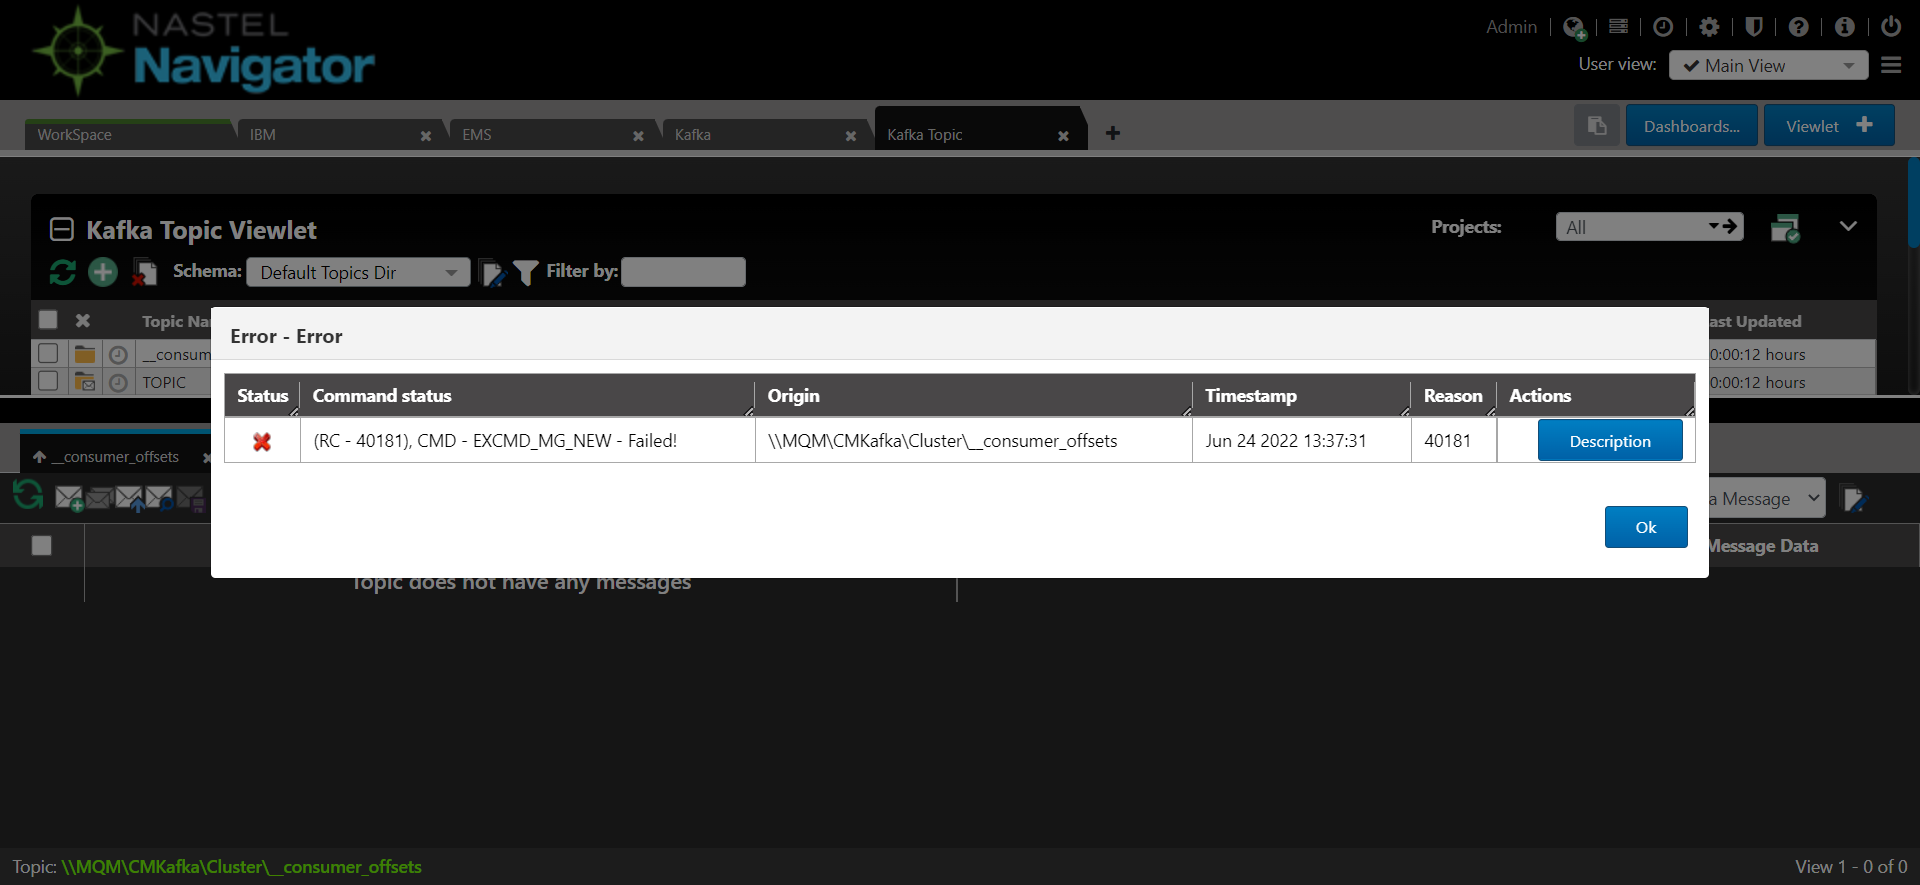 NASTEL
Navigator
Admin
User view:
Main View
WorkSpace
IBM
EMS
Kafka
Kafka Topic
Dashboards...
Viewlet
Kafka Topic Viewlet
Projects:
All
Schema:
Default Topics Dir
Filter by:
Topic Na
ast Updated
__consum
0:00:12 hours
TOPIC
0:00:12 hours
Error - Error
Status
Command status
Origin
Timestamp
Reason
Actions
(RC - 40181), CMD - EXCMD_MG_NEW - Failed!
\\MQM\CMKafka\Cluster\__consumer_offsets
Jun 24 2022 13:37:31
40181
Description
Ok
__consumer_offsets
a Message
Message Data
Topic does not have any messages
Topic: \\MQM\CMKafka\Cluster\__consumer_offsets
View 1 - 0 of 0